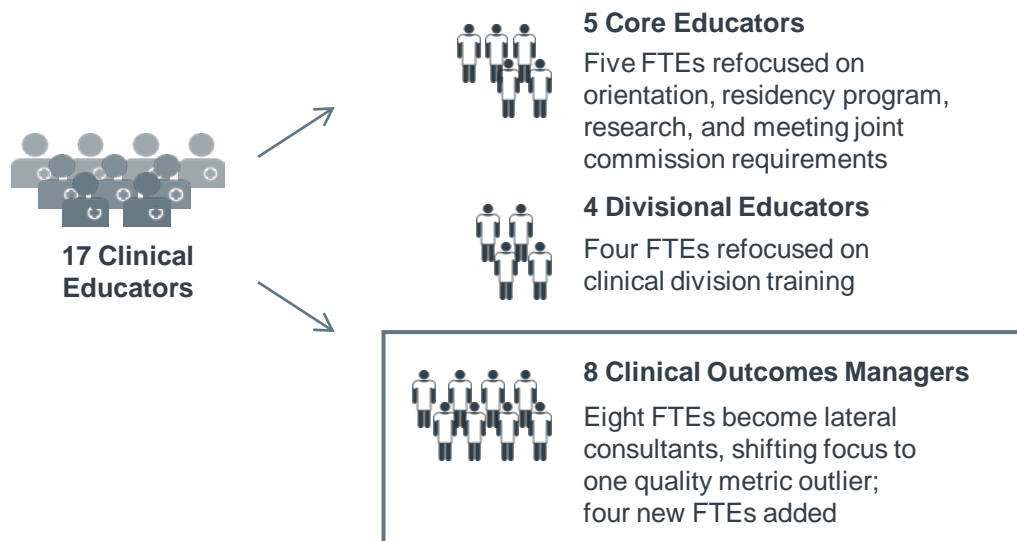 5 Core Educators
Five FTEs refocused on
orientation, residency program,
research, and meeting joint
commission requirements
17 Clinical
Educators
4 Divisional Educators
Four FTEs refocused on
clinical division training
8 Clinical Outcomes Managers
Eight FTEs become lateral
consultants, shifting focus to
one quality metric outlier;
four new FTEs added